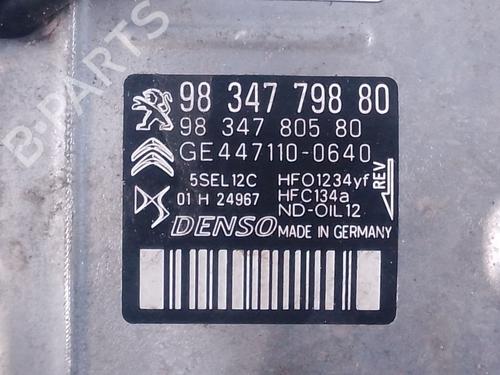 98 347 798 80
98 347 805 80
GE447110-0640
5SEL12C HFO1234yf
01 H 24967 HFC134a
ND-OIL12
REV
DENSO MADE IN GERMANY
B-PARTS